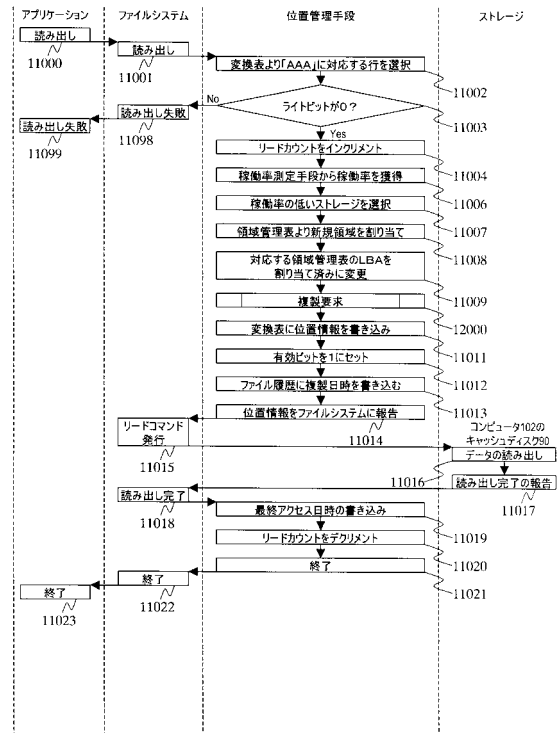 アプリケーション
ファイルシステム
位置管理手段
ストレージ
読み出し
11000
読み出し
11001
変換表より「AAA」に対応する行を選択
11002
ライトビットが0?
11003
No
Yes
読み出し失敗
11098
読み出し失敗
11099
リードカウントをインクリメント
11004
稼働率測定手段から稼働率を獲得
11006
稼働率の低いストレージを選択
11007
領域管理表より新規領域を割り当て
11008
対応する領域管理表のLBAを
割り当て済みに変更
11009
複製要求
12000
変換表に位置情報を書き込み
11011
有効ビットを1にセット
11012
ファイル履歴に複製日時を書き込む
11013
位置情報をファイルシステムに報告
11014
リードコマンド
発行
11015
コンピュータ102の
キャッシュディスク90
データの読み出し
11016
読み出し完了の報告
11017
読み出し完了
11018
最終アクセス日時の書き込み
11019
リードカウントをデクリメント
11020
終了
11021
終了
11022
終了
11023